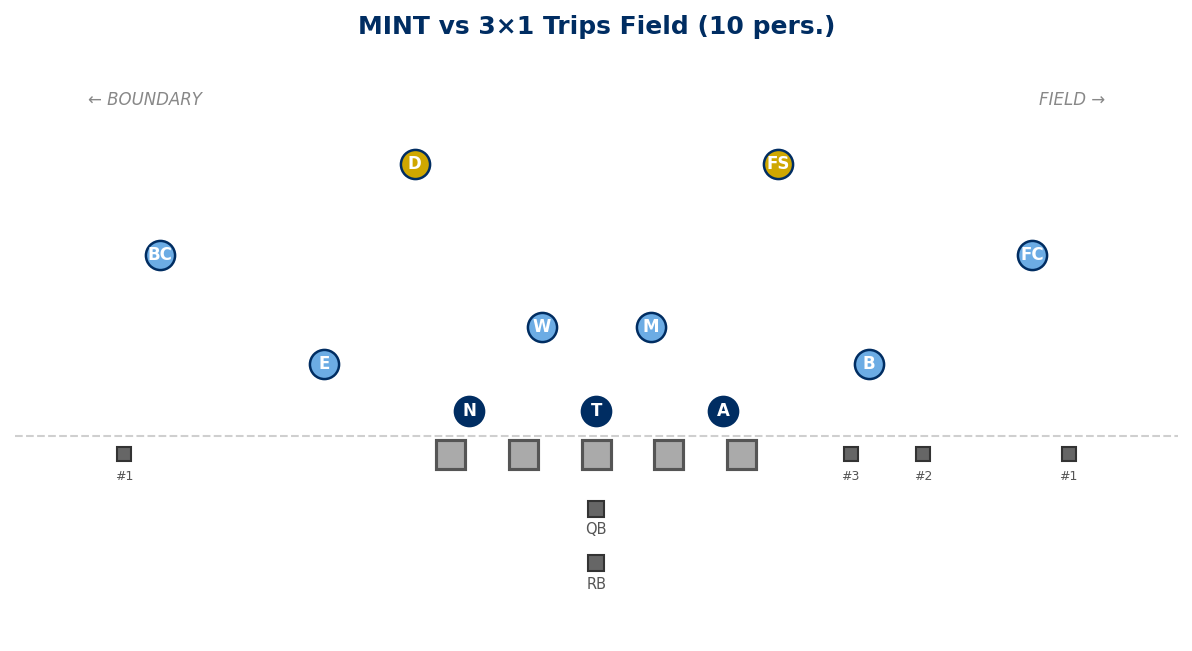 MINT vs 3×1 Trips Field (10 pers.)
← BOUNDARY
FIELD →
D
FS
BC
FC
W
M
E
B
N
T
A
#1
#3
#2
#1
QB
RB